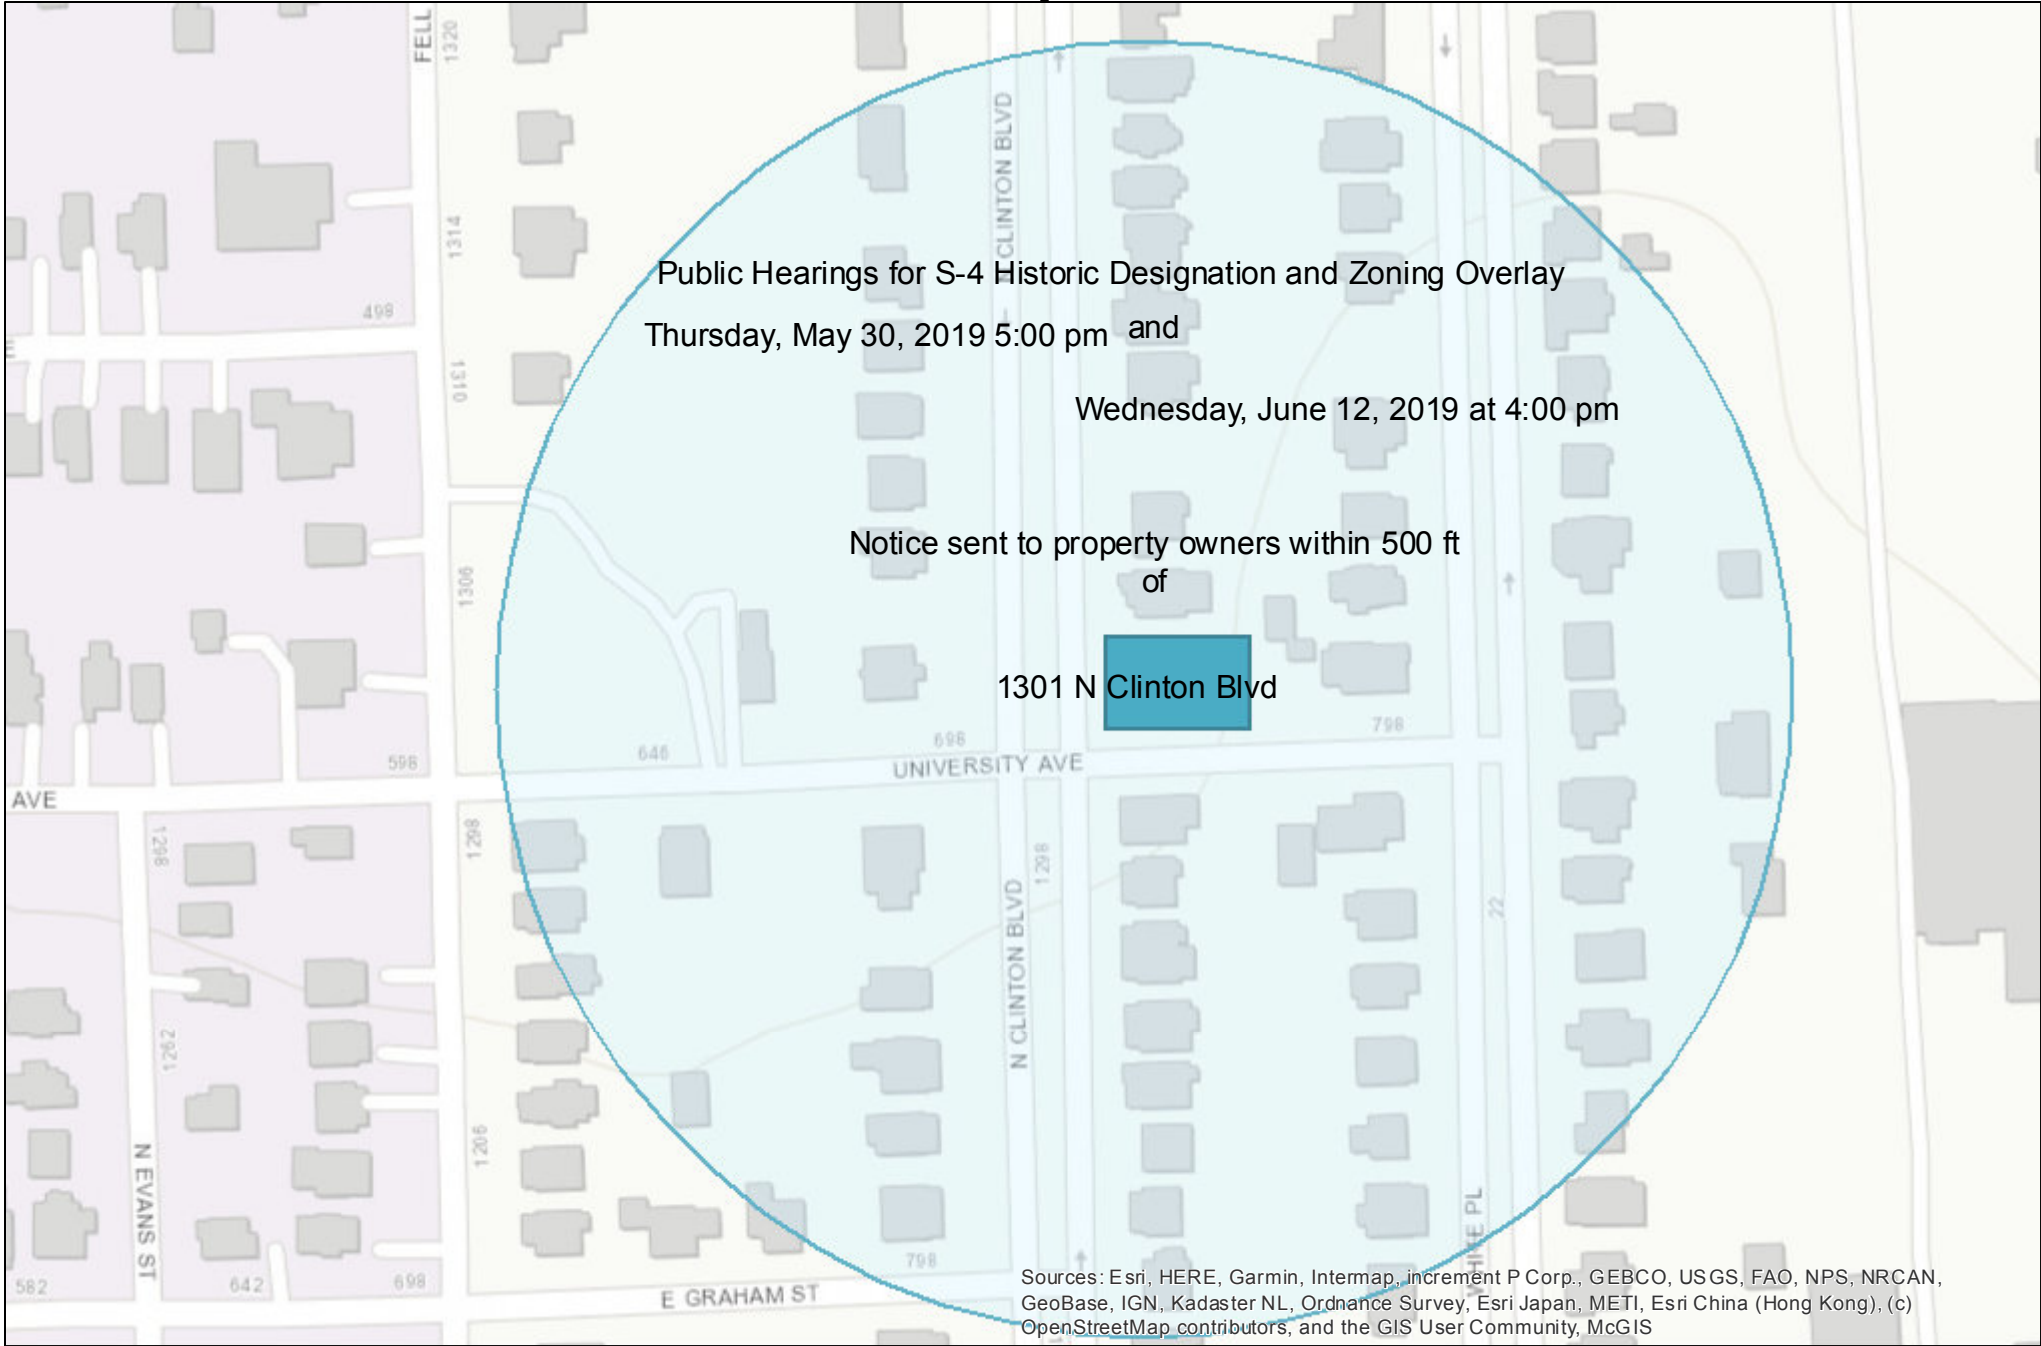 FELL
1320
N CLINTON BLVD
1314
Public Hearings for S-4 Historic Designation and Zoning Overlay
498
Thursday, May 30, 2019 5:00 pm and
1310
Wednesday, June 12, 2019 at 4:00 pm
Notice sent to property owners within 500 ft
of
1306
1301 N Clinton Blvd
598
646
698
798
UNIVERSITY AVE
AVE
1298
1298
1298
N CLINTON BLVD
22
1262
1206
N EVANS ST
WHITE PL
582
642
698
798
E GRAHAM ST
Sources: Esri, HERE, Garmin, Intermap, increment P Corp., GEBCO, USGS, FAO, NPS, NRCAN,
GeoBase, IGN, Kadaster NL, Ordnance Survey, Esri Japan, METI, Esri China (Hong Kong), (c)
OpenStreetMap contributors, and the GIS User Community, McGIS